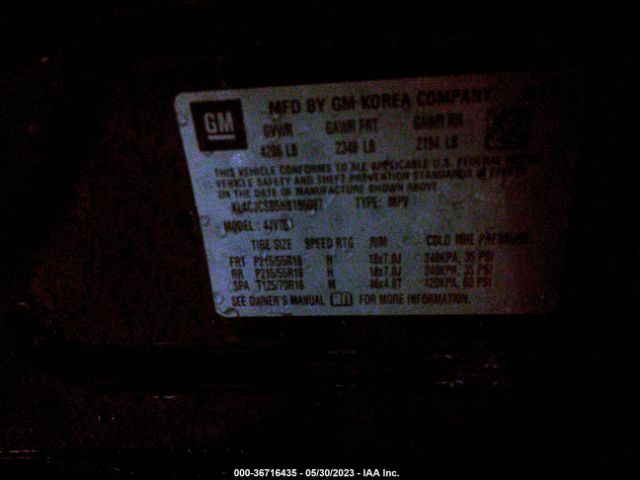 GM
MFD BY GM KOREA COMPANY
GVWR GAWR FRT GAWR RR
4286 LB 2348 LB 2194 LB
THIS VEHICLE CONFORMS TO ALL APPLICABLE U.S. FEDERAL MOTOR
VEHICLE SAFETY AND THEFT PREVENTION STANDARDS IN EFFECT
ON THE DATE OF MANUFACTURE SHOWN ABOVE.
TYPE: MPV
MODEL:
TIRE SIZE SPEED RTG RIM COLD TIRE PRESSURE
FRT P215/55R18 H 18x7.0J 240KPA, 35 PSI
RR P215/55R18 H 18x7.0J 240KPA, 35 PSI
SPA T125/70R16 M 16x4.0T 420KPA, 60 PSI
SEE OWNER'S MANUAL FOR MORE INFORMATION.
000-36716435 - 05/30/2023 - IAA Inc.